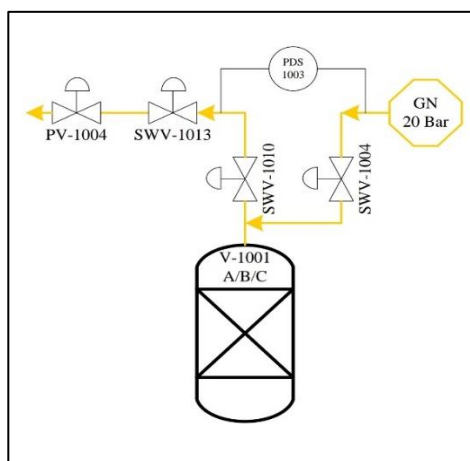 PDS
1003
GN
20 Bar
PV-1004
SWV-1013
SWV-1010
SWV-1004
V-1001
A/B/C